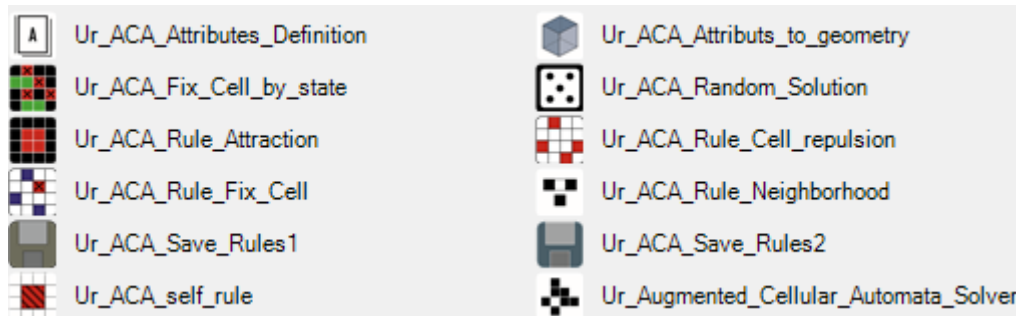 A Ur_ACA_Attributes_Definition
Ur_ACA_Attributs_to_geometry
Ur_ACA_Fix_Cell_by_state
Ur_ACA_Random_Solution
Ur_ACA_Rule_Attraction
Ur_ACA_Rule_Cell_repulsion
Ur_ACA_Rule_Fix_Cell
Ur_ACA_Rule_Neighborhood
Ur_ACA_Save_Rules1
Ur_ACA_Save_Rules2
Ur_ACA_self_rule
Ur_Augmented_Cellular_Automata_Solver